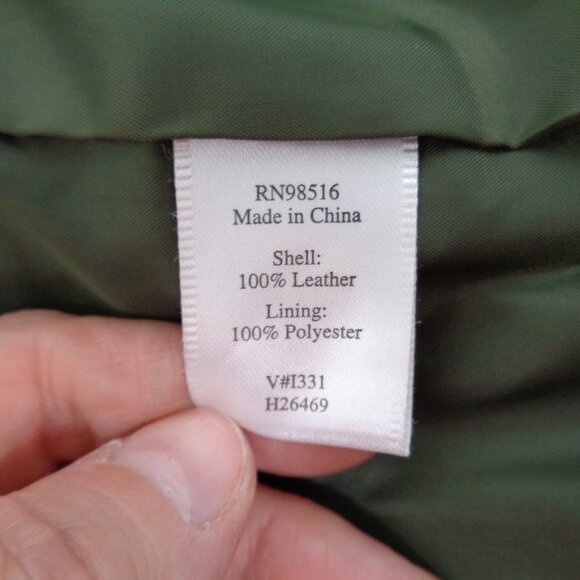 RN98516
Made in China
Shell:
100% Leather
Lining:
100% Polyester
V#I331
H26469